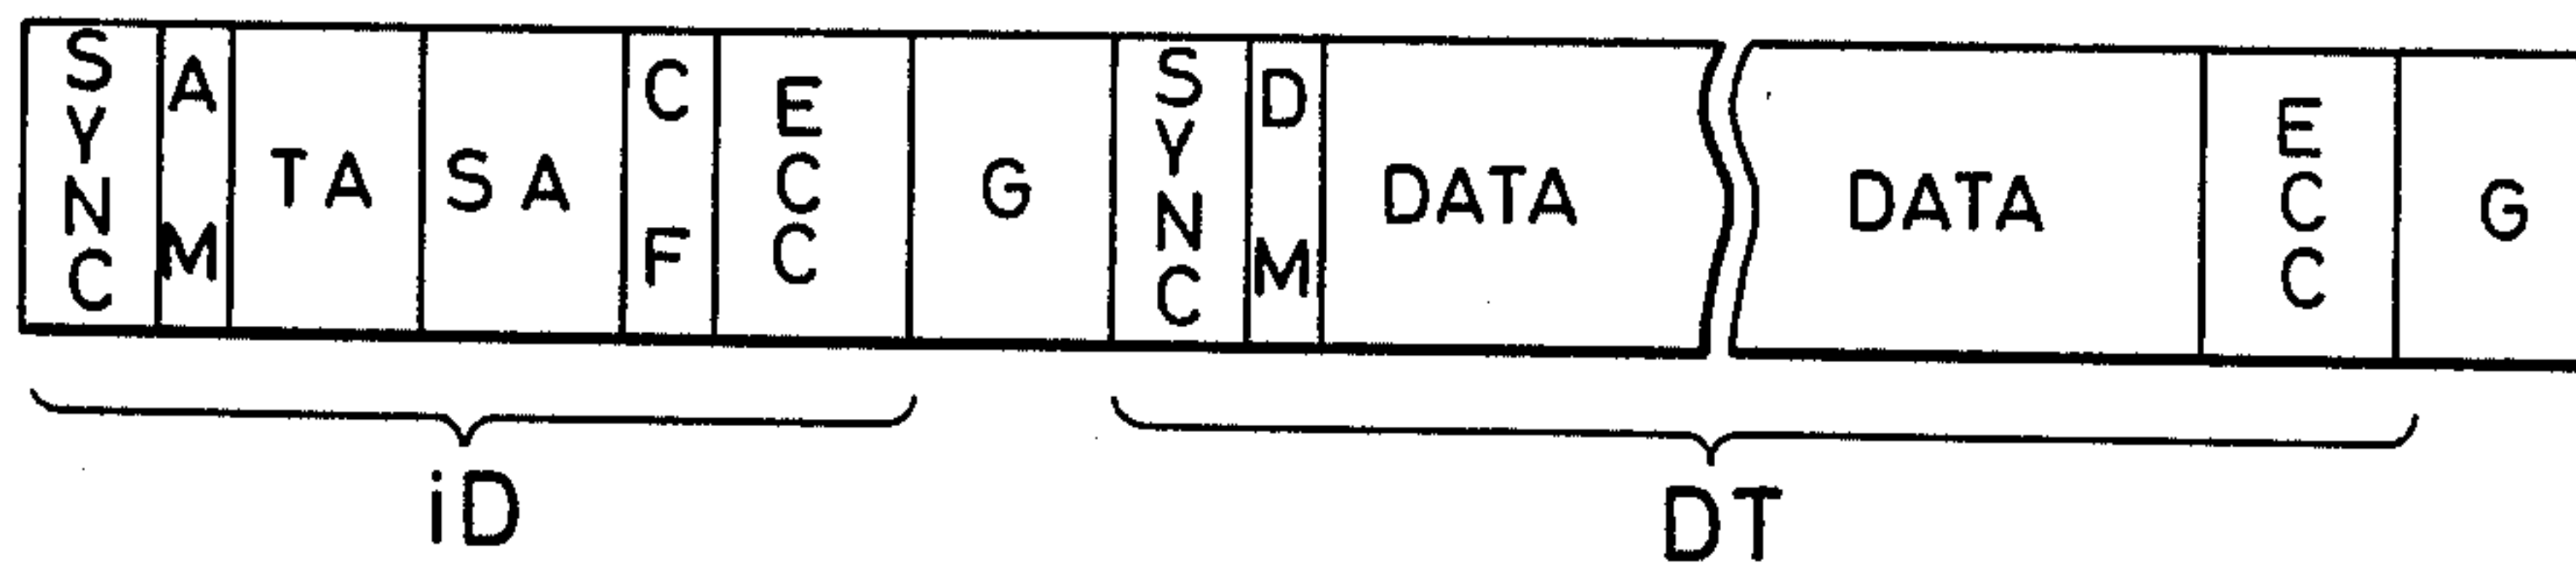 SYNC AM TA SA CF ECC G SYNC DM DATA DATA ECC G
iD DT